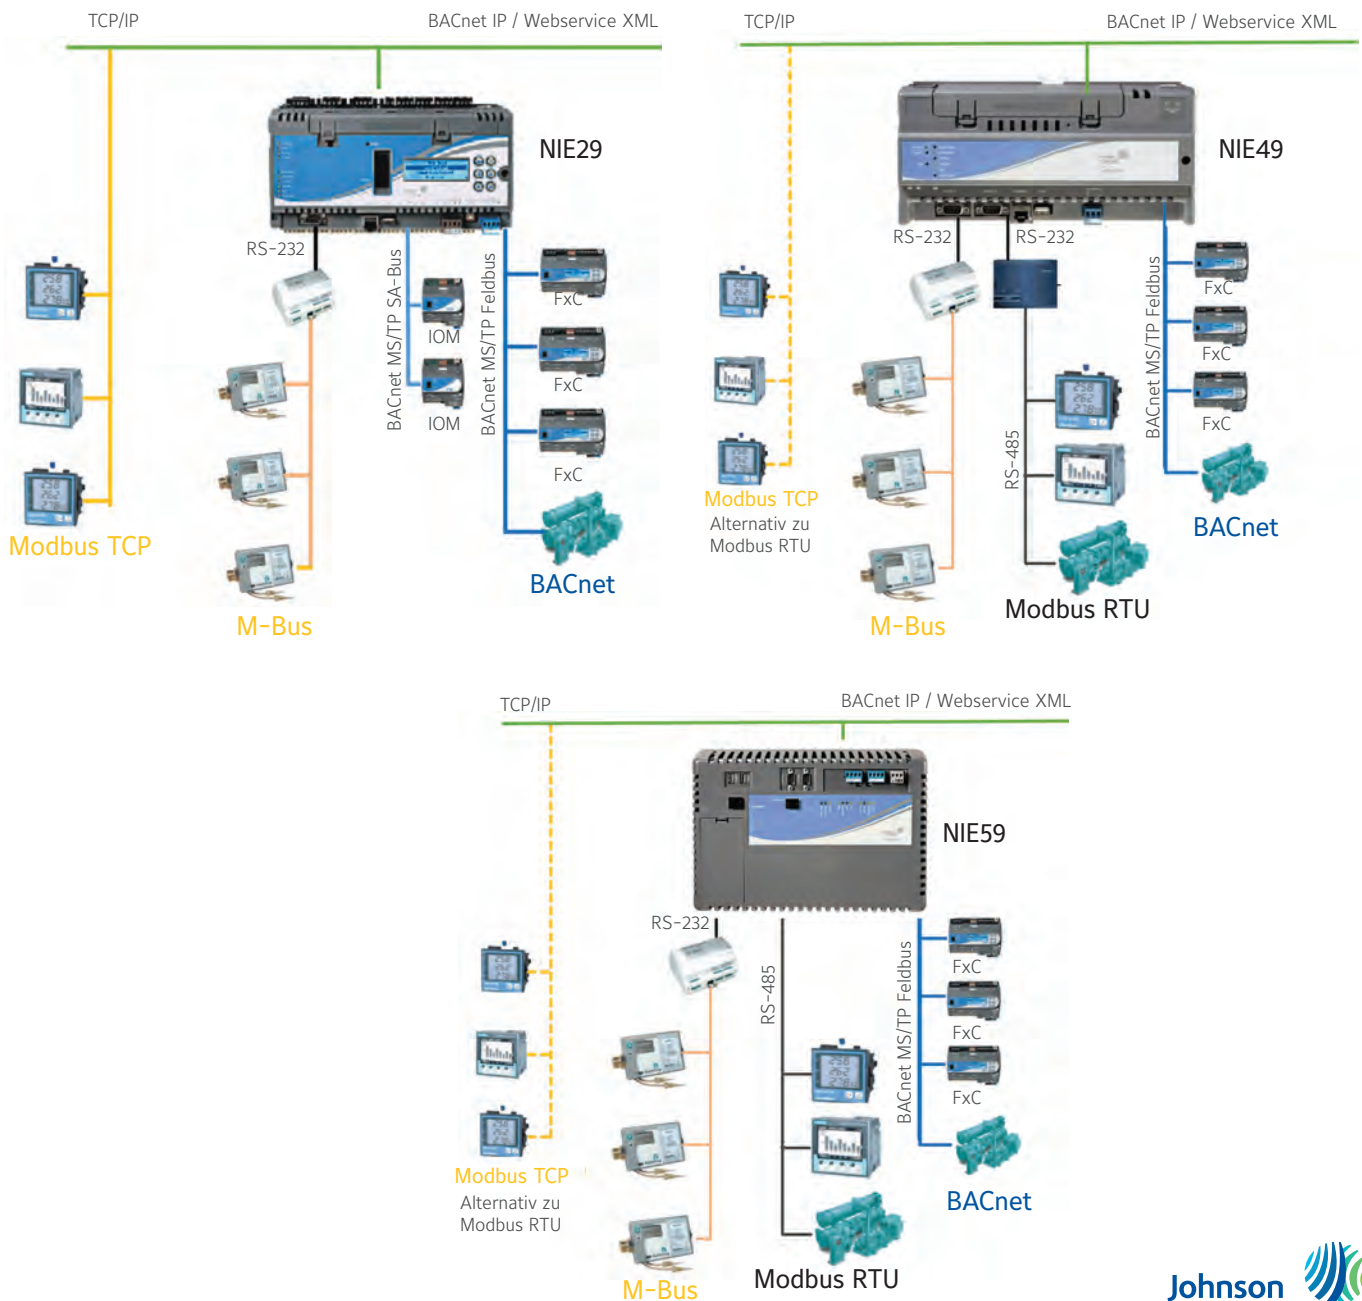 TCP/IP
BACnet IP / Webservice XML
NIE29
RS-232
BACnet MS/TP SA-Bus
BACnet MS/TP Feldbus
FxC
IOM
FxC
IOM
FxC
Modbus TCP
BACnet
M-Bus
TCP/IP
BACnet IP / Webservice XML
NIE49
RS-232
RS-232
BACnet MS/TP Feldbus
FxC
FxC
FxC
RS-485
Modbus TCP
Alternativ zu
Modbus RTU
BACnet
Modbus RTU
M-Bus
TCP/IP
BACnet IP / Webservice XML
NIE59
RS-232
RS-485
BACnet MS/TP Feldbus
FxC
FxC
FxC
Modbus TCP
Alternativ zu
Modbus RTU
BACnet
Modbus RTU
M-Bus
Johnson